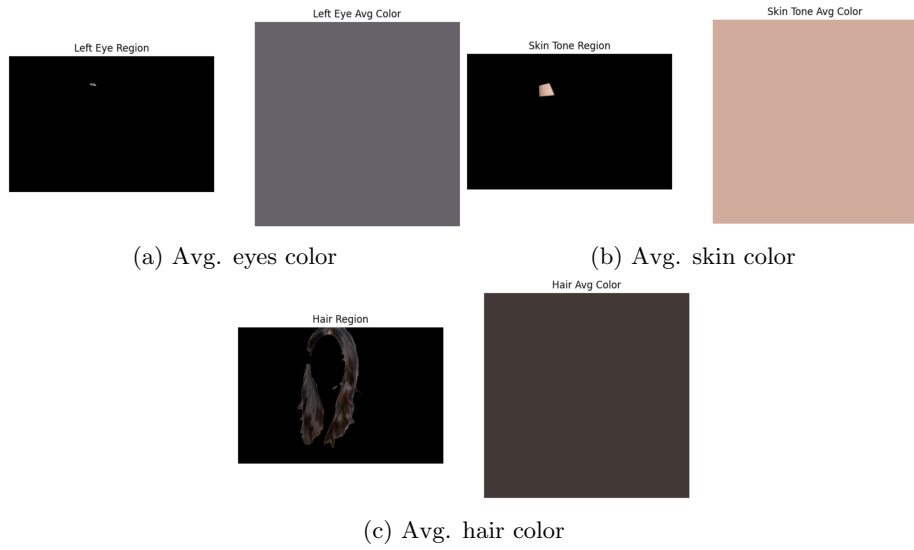 Left Eye Region
Left Eye Avg Color
Skin Tone Region
Skin Tone Avg Color
(a) Avg. eyes color
(b) Avg. skin color
Hair Region
Hair Avg Color
(c) Avg. hair color